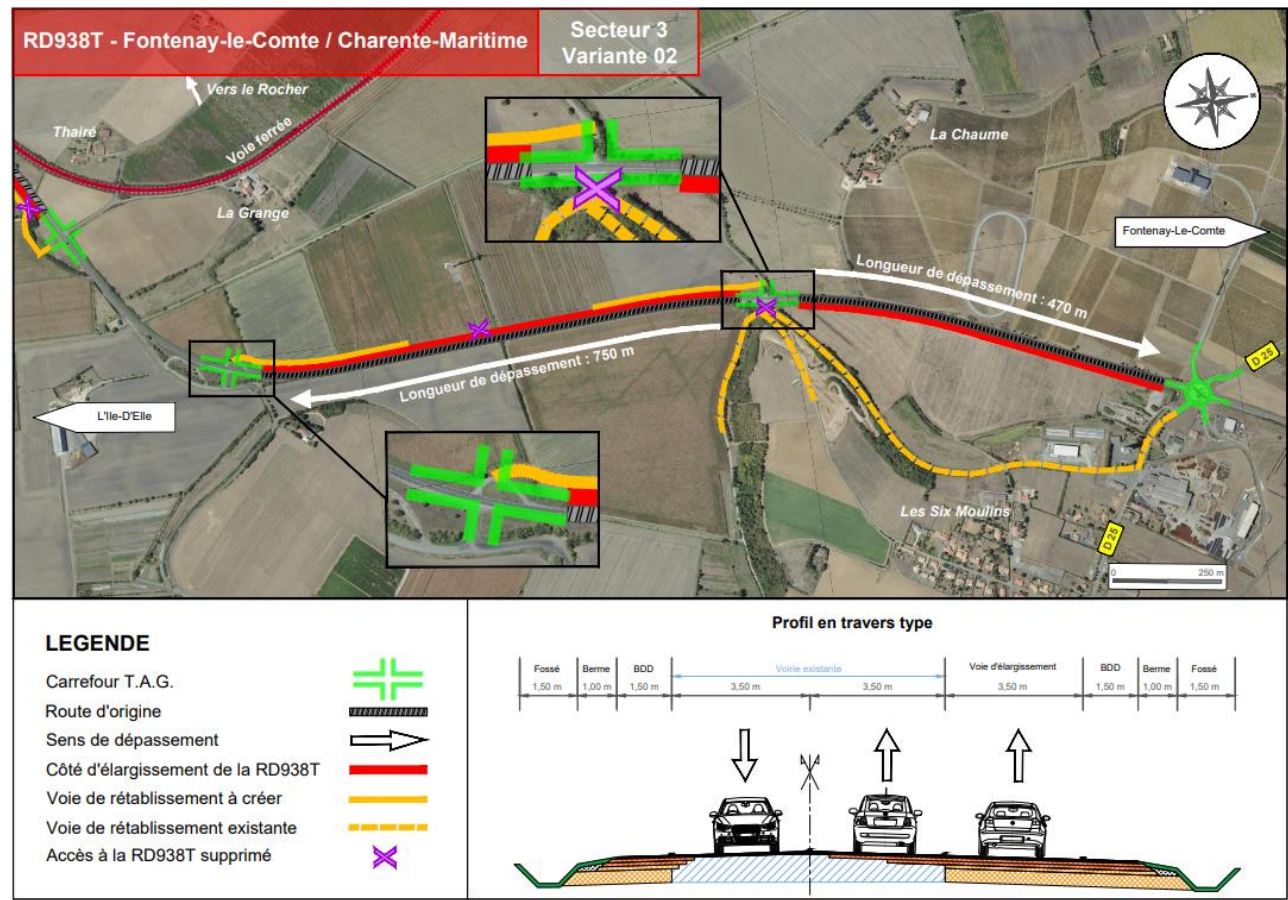 RD938T - Fontenay-le-Comte / Charente-Maritime
Secteur 3
Variante 02
Vers le Rocher
Thairé
Voie ferrée
La Grange
La Chaume
Fontenay-Le-Comte
Longueur de dépassement : 470 m
Longueur de dépassement : 750 m
D 25
L'Ile-D'Elle
Les Six Moulins
D 25
0 250 m
LEGENDE
Carrefour T.A.G.
Route d'origine
Sens de dépassement
Côté d'élargissement de la RD938T
Voie de rétablissement à créer
Voie de rétablissement existante
Accès à la RD938T supprimé
Profil en travers type
Fossé Berme BDD Voirie existante Voie d'élargissement BDD Berme Fossé
1,50 m 1,00 m 1,50 m 3,50 m 3,50 m 3,50 m 1,50 m 1,00 m 1,50 m